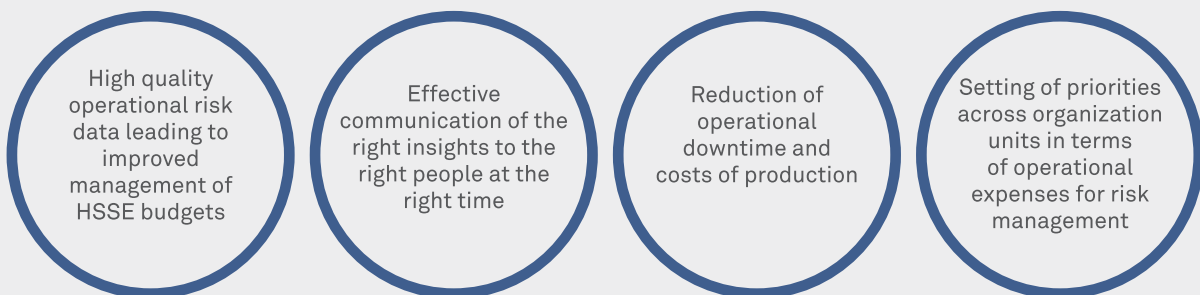 High quality
operational risk
data leading to
improved
management of
HSSE budgets
Effective
communication of the
right insights to the
right people at the
right time
Reduction of
operational
downtime and
costs of production
Setting of priorities
across organization
units in terms
of operational
expenses for risk
management